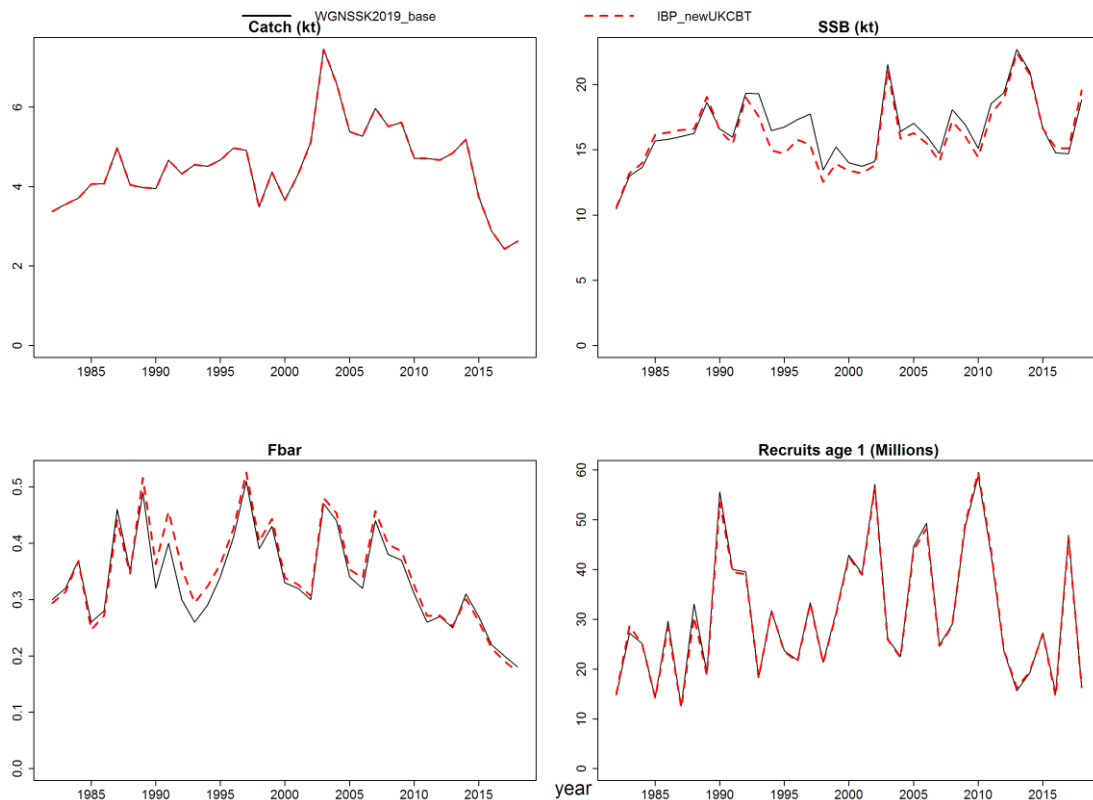 WGNSSK2019_base IBP_newUKCBT
Catch (kt) SSB (kt)
0 2 4 6
1985 1990 1995 2000 2005 2010 2015
0 5 10 15 20
1985 1990 1995 2000 2005 2010 2015
Fbar Recruits age 1 (Millions)
0.0 0.1 0.2 0.3 0.4 0.5
1985 1990 1995 2000 2005 2010 2015
0 10 20 30 40 50 60
1985 1990 1995 2000 2005 2010 2015
year